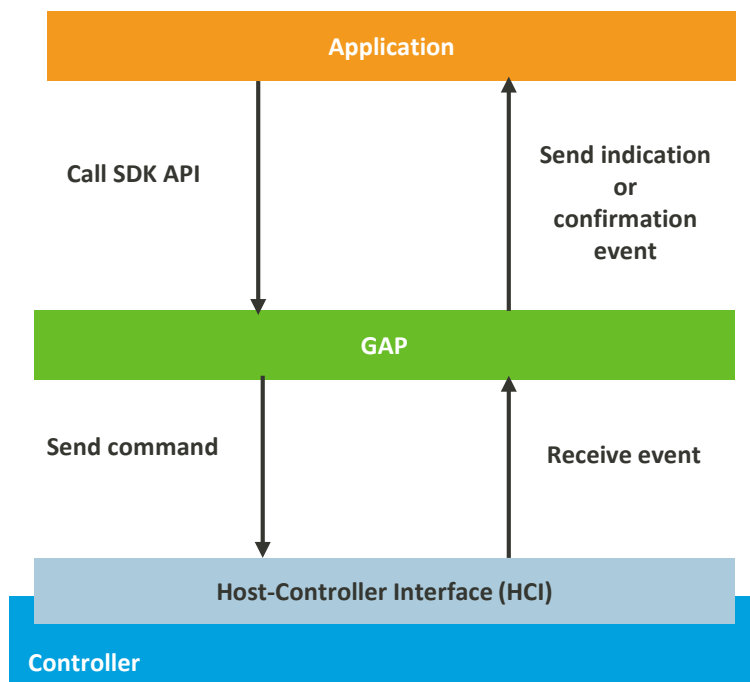 Application
Call SDK API
Send indication
or
confirmation
event
GAP
Send command
Receive event
Host-Controller Interface (HCI)
Controller